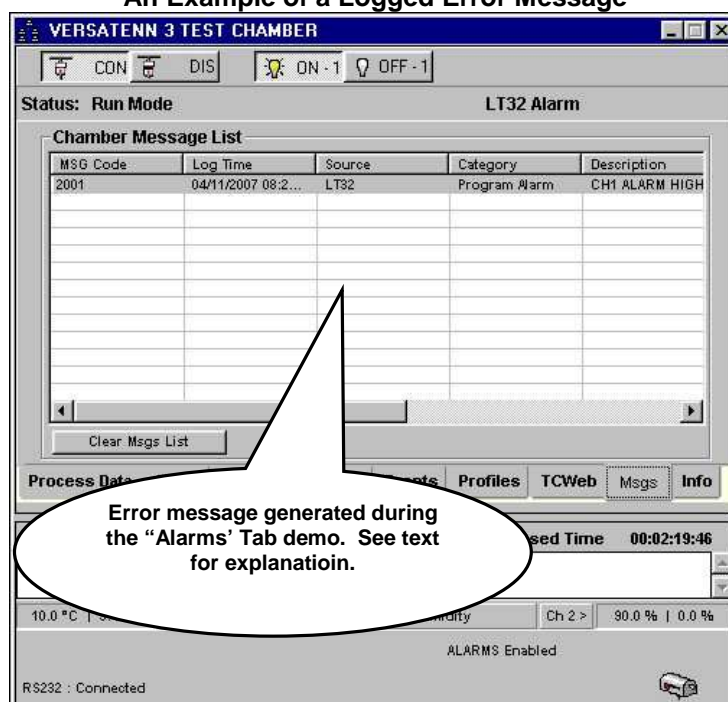 An Example of a Logged Error Message
VERSATENN 3 TEST CHAMBER
CON DIS ON - 1 OFF - 1
Status: Run Mode LT32 Alarm
Chamber Message List
MSG Code Log Time Source Category Description
2001 04/11/2007 08:2... LT32 Program Alarm CH1 ALARM HIGH
Clear Msgs List
Process Data Profiles TCWeb Msgs Info
Error message generated during
the “Alarms’ Tab demo. See text
for explanatioin.
sed Time 00:02:19:46
10.0 °C | Ch 2 > 90.0 % | 0.0 %
ALARMS Enabled
RS232 : Connected